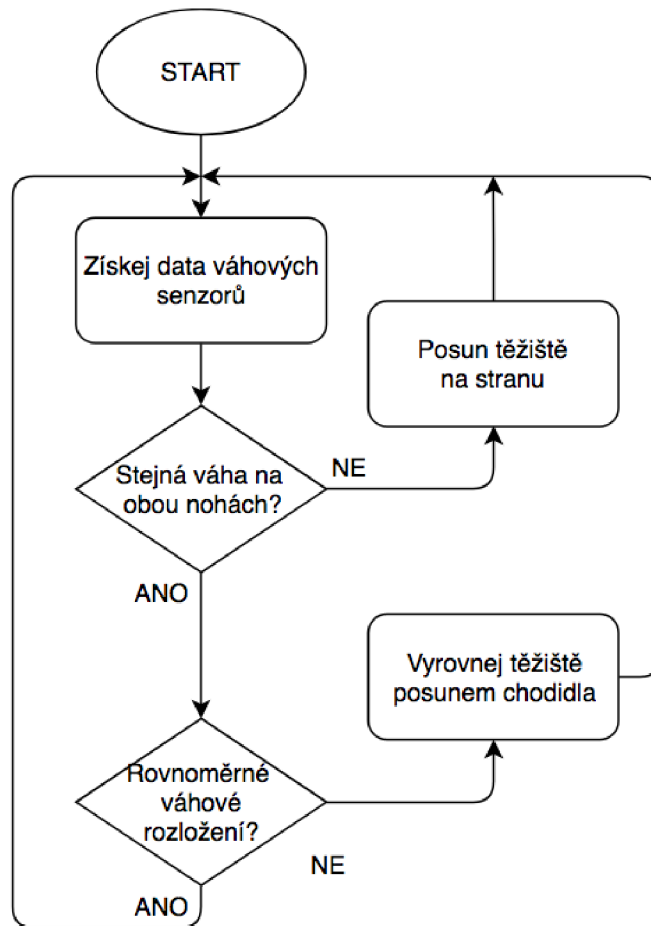 START
Získej data váhových
senzorů
Posun těžiště
na stranu
Stejná váha na
obou nohách?
NE
ANO
Vyrovnej těžiště
posunem chodidla
Rovnoměrné
váhové
rozložení?
NE
ANO